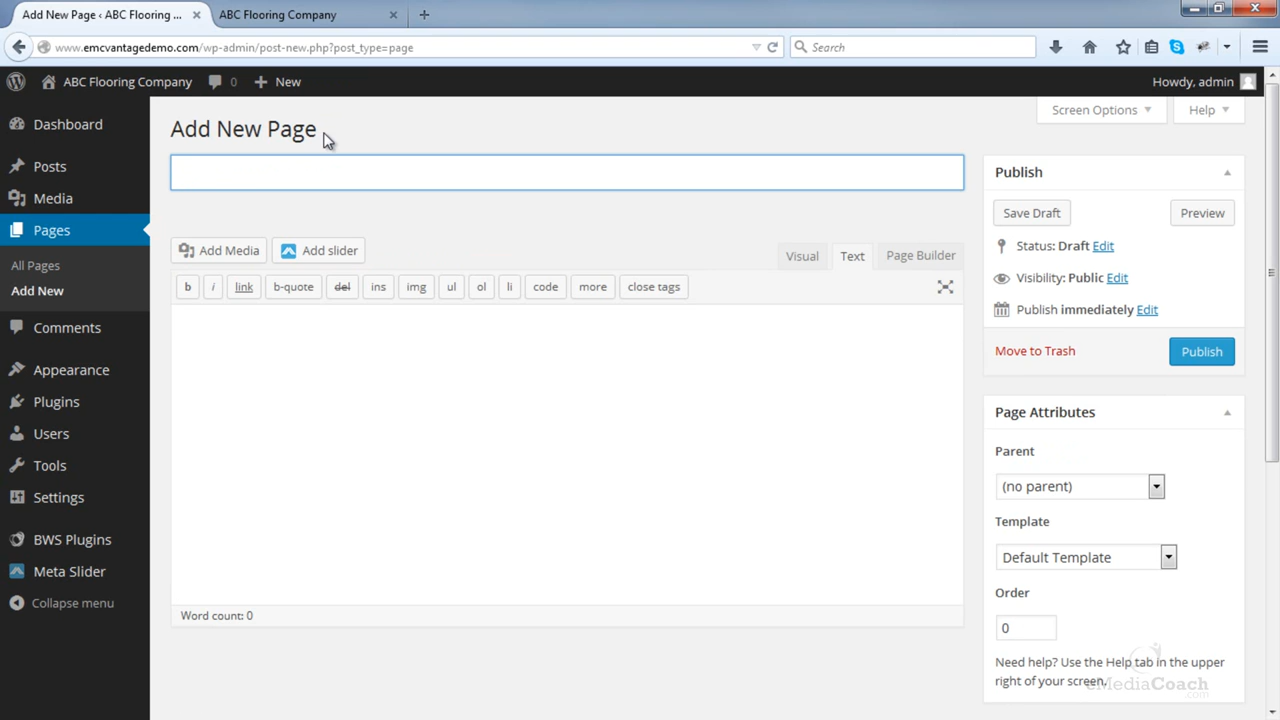 Add New Page ‹ ABC Flooring ...
ABC Flooring Company
www.emcvantagedemo.com/wp-admin/post-new.php?post_type=page
Search
ABC Flooring Company
0
New
Howdy, admin
Screen Options
Help
Dashboard
Posts
Media
Pages
All Pages
Add New
Comments
Appearance
Plugins
Users
Tools
Settings
BWS Plugins
Meta Slider
Collapse menu
Add New Page
Add Media
Add slider
Visual
Text
Page Builder
b
i
link
b-quote
del
ins
img
ul
ol
li
code
more
close tags
Word count: 0
Publish
Save Draft
Preview
Status: Draft Edit
Visibility: Public Edit
Publish immediately Edit
Move to Trash
Publish
Page Attributes
Parent
(no parent)
Template
Default Template
Order
0
Need help? Use the Help tab in the upper
right of your screen.
eMediaCoach
.com